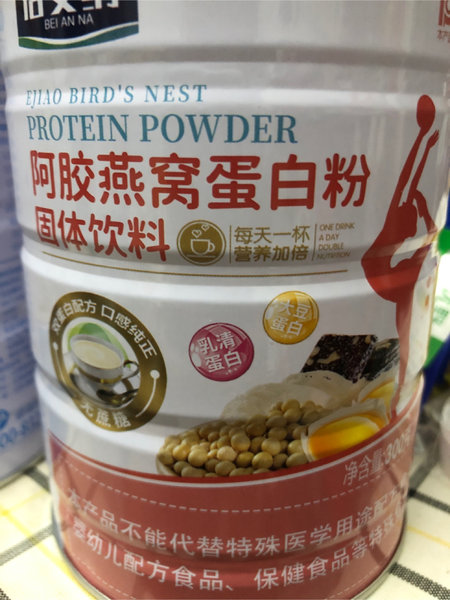 BEI AN NA
EJIAO BIRD'S NEST
PROTEIN POWDER
阿胶燕窝蛋白粉
固体饮料
每天一杯
营养加倍
ONE DRINK
A DAY
DOUBLE
NUTRITION
蛋白配方 口感纯正
无蔗糖
乳清
蛋白
大豆
蛋白
净含量:900
本产品不能代替特殊医学用途配方
婴幼儿配方食品、保健食品等特殊